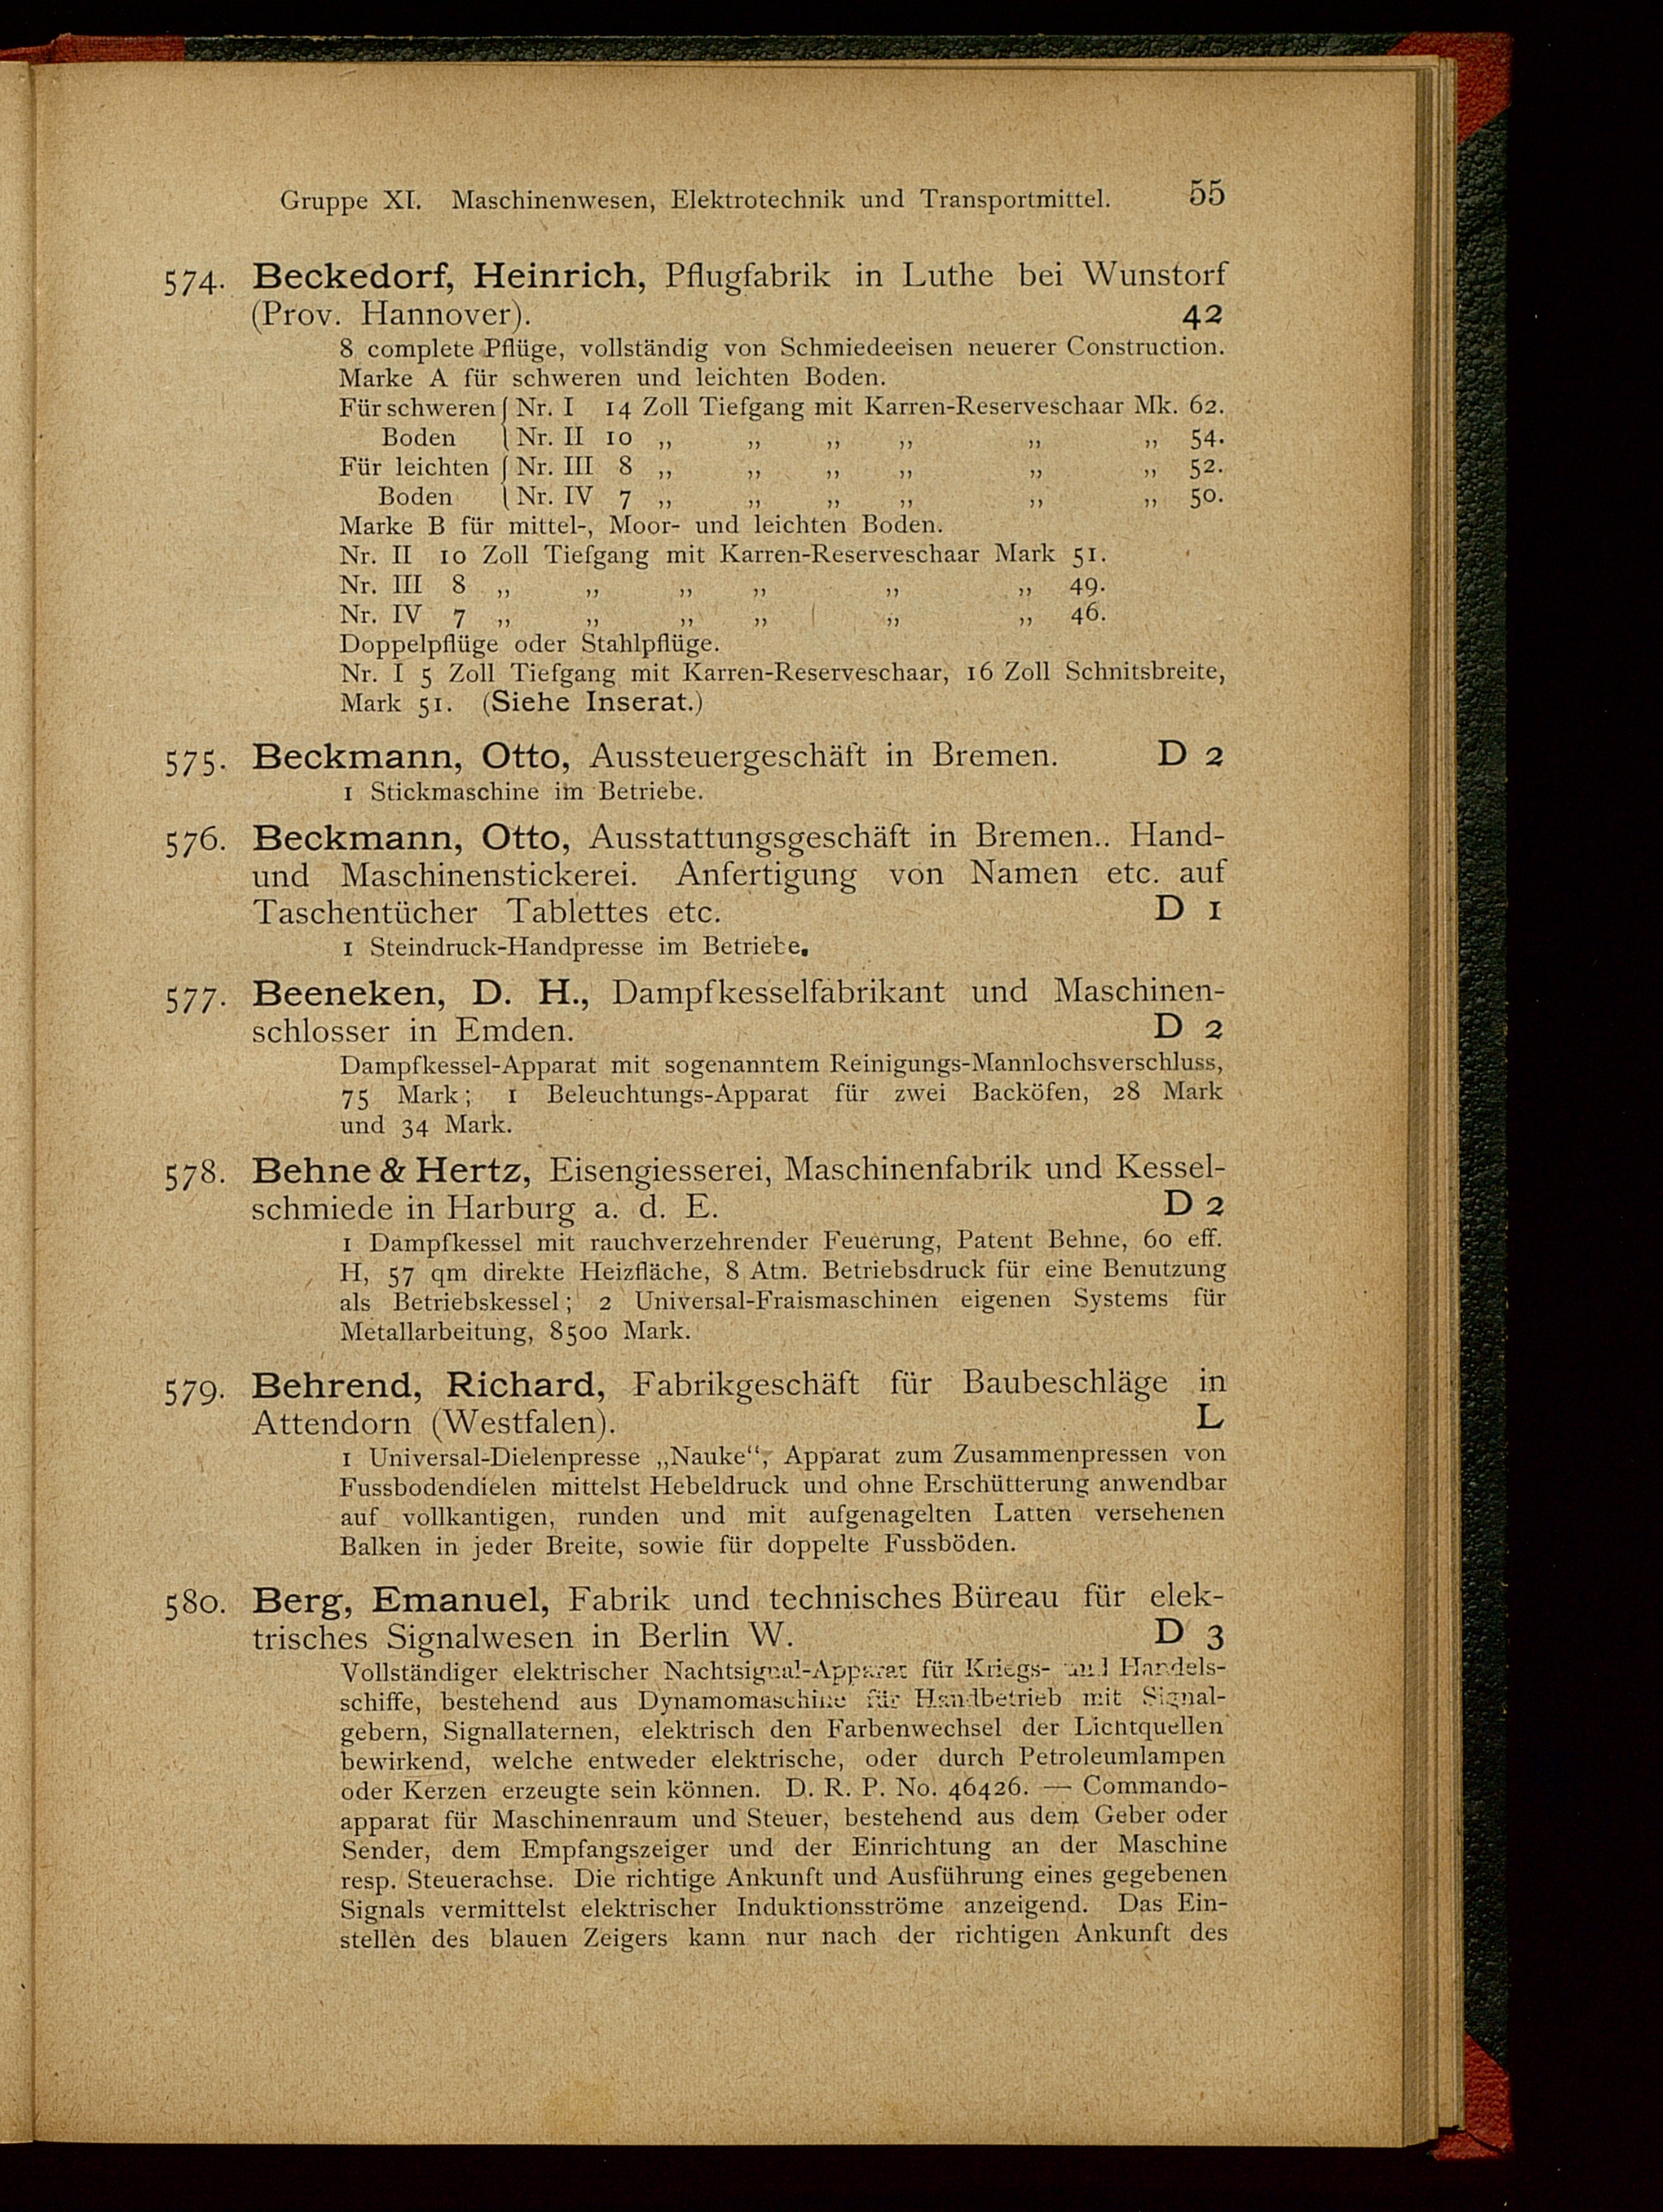 Gruppe XI. Maschinenwesen, Elektrotechnik und Transportmittel. 55
574. Beckedorf, Heinrich, Pflugfabrik in Luthe bei Wunstorf
(Prov. Hannover). 42
8 complete Pflüge, vollständig von Schmiedeeisen neuerer Construction.
Marke A für schweren und leichten Boden.
Für schweren { Nr. I 14 Zoll Tiefgang mit Karren-Reserveschaar Mk. 62.
Boden { Nr. II 10 „ „ „ „ „ „ 54.
Für leichten { Nr. III 8 „ „ „ „ „ „ 52.
Boden { Nr. IV 7 „ „ „ „ „ „ 50.
Marke B für mittel-, Moor- und leichten Boden.
Nr. II 10 Zoll Tiefgang mit Karren-Reserveschaar Mark 51.
Nr. III 8 „ „ „ „ „ „ 49.
Nr. IV 7 „ „ „ „ „ „ 46.
Doppelpflüge oder Stahlpflüge.
Nr. I 5 Zoll Tiefgang mit Karren-Reserveschaar, 16 Zoll Schnitsbreite,
Mark 51. (Siehe Inserat.)
575. Beckmann, Otto, Aussteuergeschäft in Bremen. D 2
1 Stickmaschine im Betriebe.
576. Beckmann, Otto, Ausstattungsgeschäft in Bremen.. Hand-
und Maschinenstickerei. Anfertigung von Namen etc. auf
Taschentücher Tablettes etc. D 1
1 Steindruck-Handpresse im Betriebe.
577. Beeneken, D. H., Dampfkesselfabrikant und Maschinen-
schlosser in Emden. D 2
Dampfkessel-Apparat mit sogenanntem Reinigungs-Mannlochsverschluss,
75 Mark; 1 Beleuchtungs-Apparat für zwei Backöfen, 28 Mark
und 34 Mark.
578. Behne & Hertz, Eisengiesserei, Maschinenfabrik und Kessel-
schmiede in Harburg a. d. E. D 2
1 Dampfkessel mit rauchverzehrender Feuerung, Patent Behne, 60 eff.
H, 57 qm direkte Heizfläche, 8 Atm. Betriebsdruck für eine Benutzung
als Betriebskessel; 2 Universal-Fraismaschinen eigenen Systems für
Metallarbeitung, 8500 Mark.
579. Behrend, Richard, Fabrikgeschäft für Baubeschläge in
Attendorn (Westfalen). L
1 Universal-Dielenpresse „Nauke“, Apparat zum Zusammenpressen von
Fussbodendielen mittelst Hebeldruck und ohne Erschütterung anwendbar
auf vollkantigen, runden und mit aufgenagelten Latten versehenen
Balken in jeder Breite, sowie für doppelte Fussböden.
580. Berg, Emanuel, Fabrik und technisches Büreau für elek-
trisches Signalwesen in Berlin W. D 3
Vollständiger elektrischer Nachtsignal-Apparat für Kriegs- und Handels-
schiffe, bestehend aus Dynamomaschine für Handbetrieb mit Signal-
gebern, Signallaternen, elektrisch den Farbenwechsel der Lichtquellen
bewirkend, welche entweder elektrische, oder durch Petroleumlampen
oder Kerzen erzeugte sein können. D. R. P. No. 46426. — Commando-
apparat für Maschinenraum und Steuer, bestehend aus dem Geber oder
Sender, dem Empfangszeiger und der Einrichtung an der Maschine
resp. Steuerachse. Die richtige Ankunft und Ausführung eines gegebenen
Signals vermittelst elektrischer Induktionsströme anzeigend. Das Ein-
stellen des blauen Zeigers kann nur nach der richtigen Ankunft des